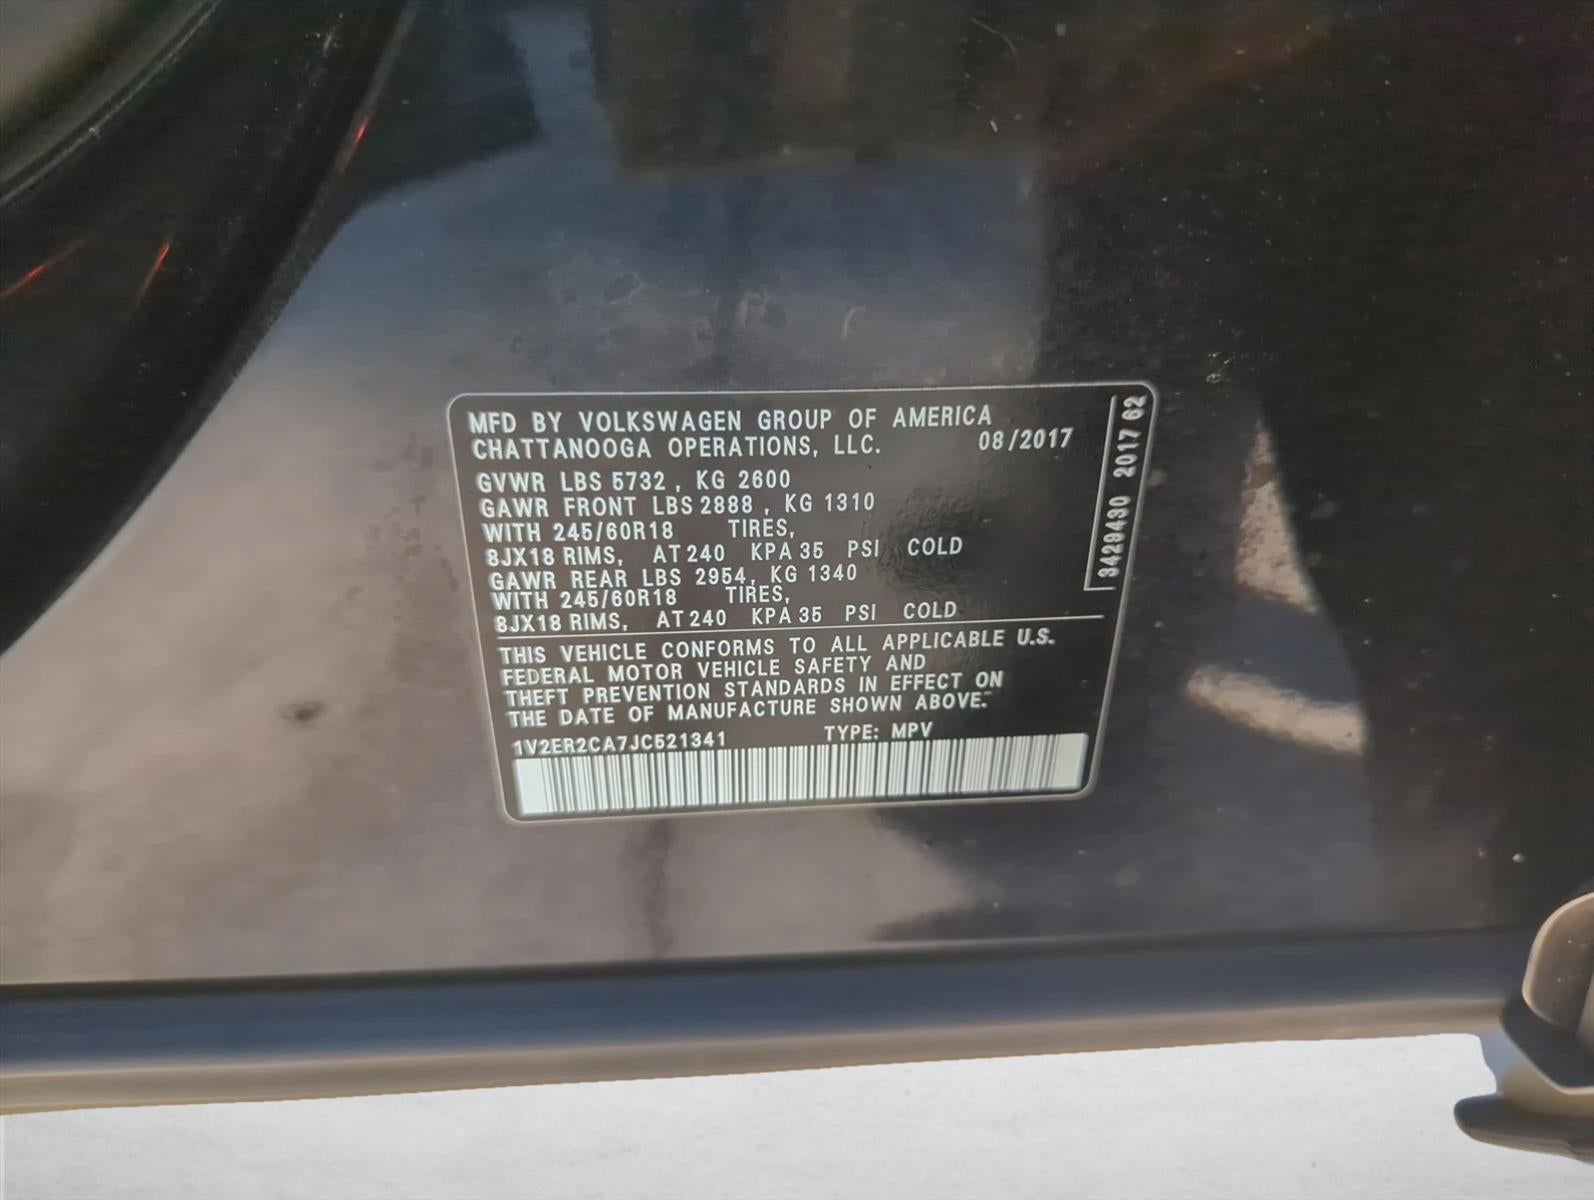 MFD BY VOLKSWAGEN GROUP OF AMERICA
CHATTANOOGA OPERATIONS, LLC. 08/2017
GVWR LBS 5732 , KG 2600
GAWR FRONT LBS 2888 , KG 1310
WITH 245/60R18 TIRES,
8JX18 RIMS, AT 240 KPA 35 PSI COLD
GAWR REAR LBS 2954, KG 1340
WITH 245/60R18 TIRES,
8JX18 RIMS, AT 240 KPA 35 PSI COLD
THIS VEHICLE CONFORMS TO ALL APPLICABLE U.S.
FEDERAL MOTOR VEHICLE SAFETY AND
THEFT PREVENTION STANDARDS IN EFFECT ON
THE DATE OF MANUFACTURE SHOWN ABOVE.
1V2ER2CA7JC521341 TYPE: MPV
3429430 2017 62